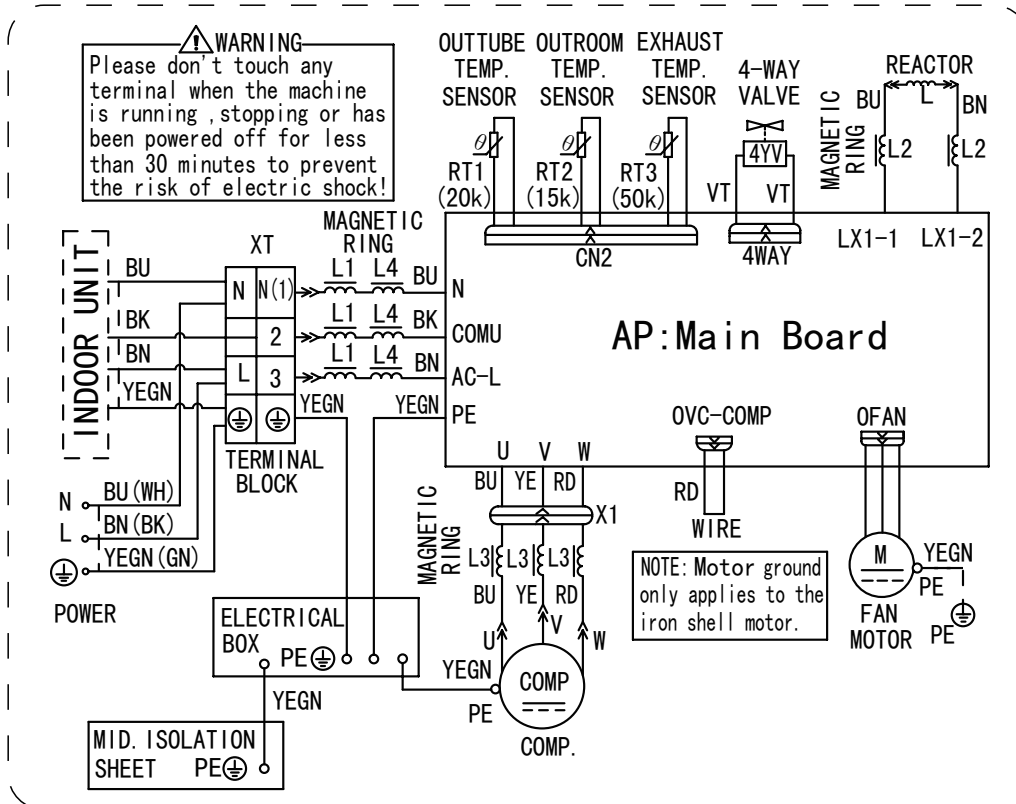 WARNING
Please don't touch any
terminal when the machine
is running ,stopping or has
been powered off for less
than 30 minutes to prevent
the risk of electric shock!
OUTTUBE OUTROOM EXHAUST
TEMP. TEMP. TEMP.
SENSOR SENSOR SENSOR
θ θ θ
RT1 RT2 RT3
(20k) (15k) (50k)
CN2
4-WAY
VALVE
4YV
VT VT
4WAY
REACTOR
BU L BN
MAGNETIC
RING
L2 L2
LX1-1 LX1-2
INDOOR UNIT
BU
BK
BN
YEGN
XT
N N(1)
2
L 3
TERMINAL
BLOCK
MAGNETIC
RING
L1 L4 BU
L1 L4 BK
L1 L4 BN
YEGN YEGN
N
COMU
AC-L
PE
AP:Main Board
OVC-COMP
RD
WIRE
OFAN
U V W
BU YE RD
X1
MAGNETIC
RING
L3 L3 L3
BU YE RD
U V W
N BU(WH)
L BN(BK)
YEGN(GN)
POWER
ELECTRICAL
BOX PE
YEGN
MID. ISOLATION
SHEET PE
YEGN
PE
COMP
COMP.
NOTE: Motor ground
only applies to the
iron shell motor.
M
YEGN
PE
FAN
MOTOR
PE